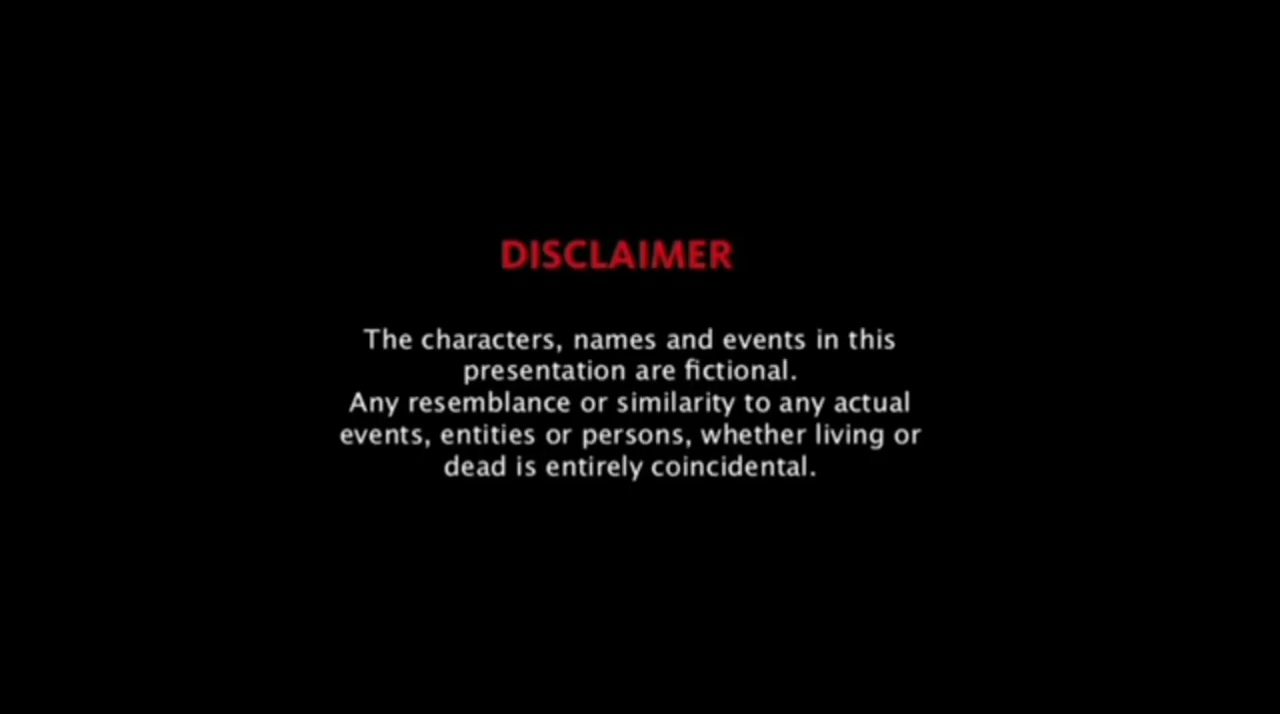 DISCLAIMER
The characters, names and events in this
presentation are fictional.
Any resemblance or similarity to any actual
events, entities or persons, whether living or
dead is entirely coincidental.